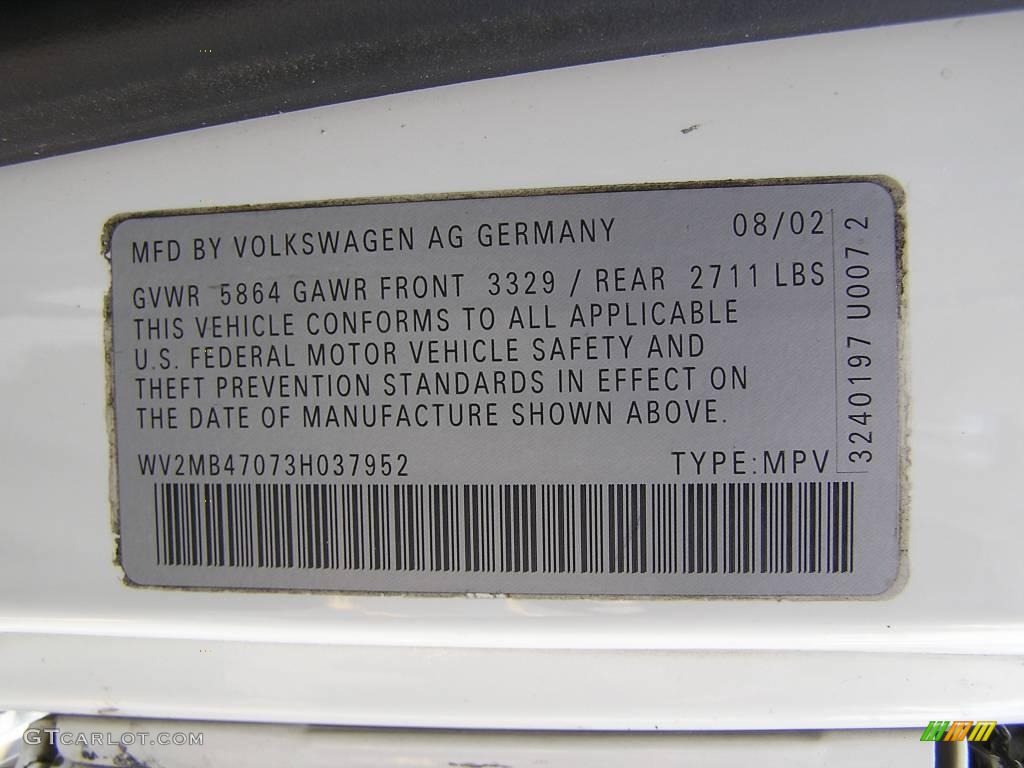 MFD BY VOLKSWAGEN AG GERMANY 08/02
GVWR 5864 GAWR FRONT 3329 / REAR 2711 LBS
THIS VEHICLE CONFORMS TO ALL APPLICABLE
U.S. FEDERAL MOTOR VEHICLE SAFETY AND
THEFT PREVENTION STANDARDS IN EFFECT ON
THE DATE OF MANUFACTURE SHOWN ABOVE.
WV2MB47073H037952 TYPE:MPV
3240197 U0072
GTCARLOT.COM